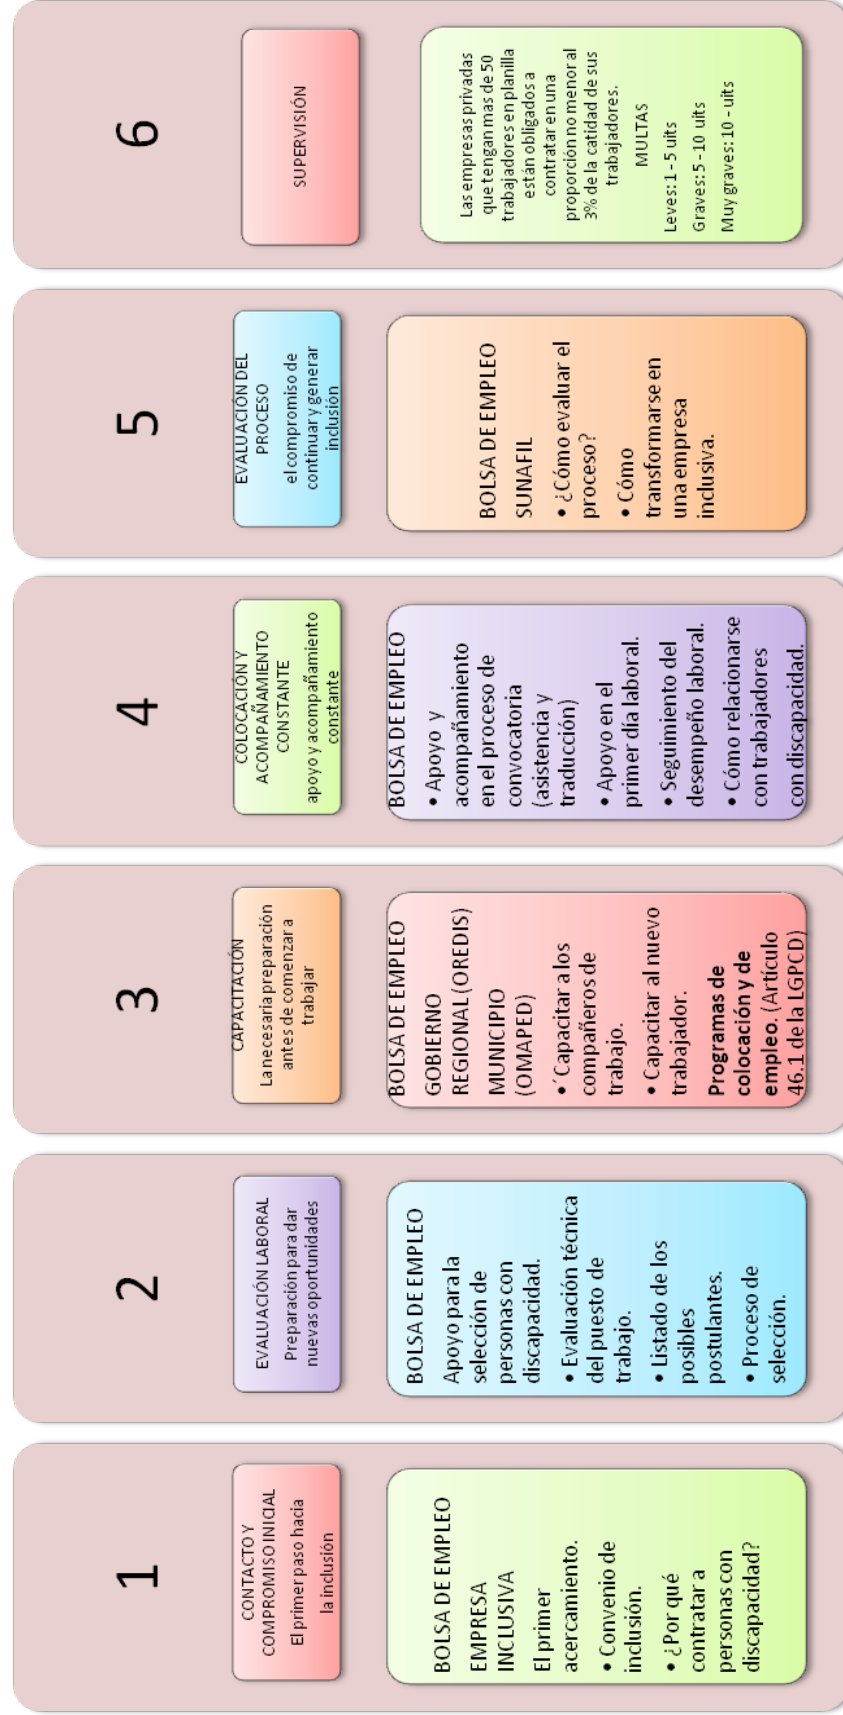 1
CONTACTO Y
COMPROMISO INICIAL
El primer paso hacia
la inclusión
BOLSA DE EMPLEO
EMPRESA
INCLUSIVA
El primer
acercamiento.
• Convenio de
inclusión.
• ¿Por qué
contratar a
personas con
discapacidad?
2
EVALUACIÓN LABORAL
Preparación para dar
nuevas oportunidades
BOLSA DE EMPLEO
Apoyo para la
selección de
personas con
discapacidad.
• Evaluación técnica
del puesto de
trabajo.
• Listado de los
posibles
postulantes.
• Proceso de
selección.
3
CAPACITACIÓN
La necesaria preparación
antes de comenzar a
trabajar
BOLSA DE EMPLEO
GOBIERNO
REGIONAL (OREDIS)
MUNICIPIO
(OMAPED)
• ´Capacitar a los
compañeros de
trabajo.
• Capacitar al nuevo
trabajador.
Programas de
colocación y de
empleo. (Artículo
46.1 de la LGPCD)
4
COLOCACIÓN Y
ACOMPAÑAMIENTO
CONSTANTE
apoyo y acompañamiento
constante
BOLSA DE EMPLEO
• Apoyo y
acompañamiento
en el proceso de
convocatoria
(asistencia y
traducción)
• Apoyo en el
primer día laboral.
• Seguimiento del
desempeño laboral.
• Cómo relacionarse
con trabajadores
con discapacidad.
5
EVALUACIÓN DEL
PROCESO
el compromiso de
continuar y generar
inclusión
BOLSA DE EMPLEO
SUNAFIL
• ¿Cómo evaluar el
proceso?
• Cómo
transformarse en
una empresa
inclusiva.
6
SUPERVISIÓN
Las empresas privadas
que tengan mas de 50
trabajadores en planilla
están obligados a
contratar en una
proporcion no menor al
3% de la catidad de sus
trabajadores.
MULTAS
Leves: 1 - 5 uits
Graves: 5 - 10 uits
Muy graves: 10 - uits